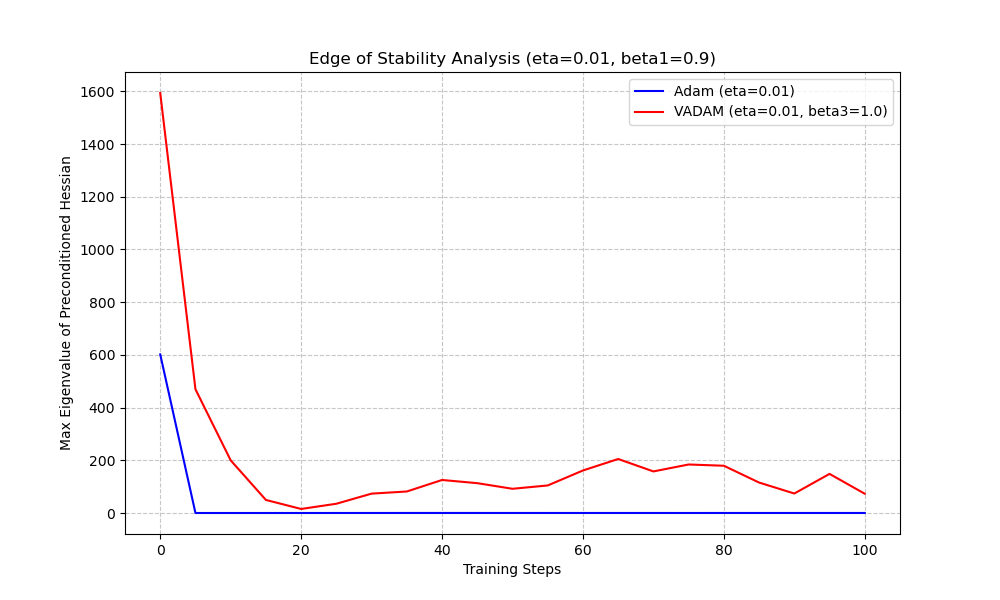 Edge of Stability Analysis (eta=0.01, beta1=0.9)
Adam (eta=0.01)
VADAM (eta=0.01, beta3=1.0)
Max Eigenvalue of Preconditioned Hessian
1600
1400
1200
1000
800
600
400
200
0
0 20 40 60 80 100
Training Steps